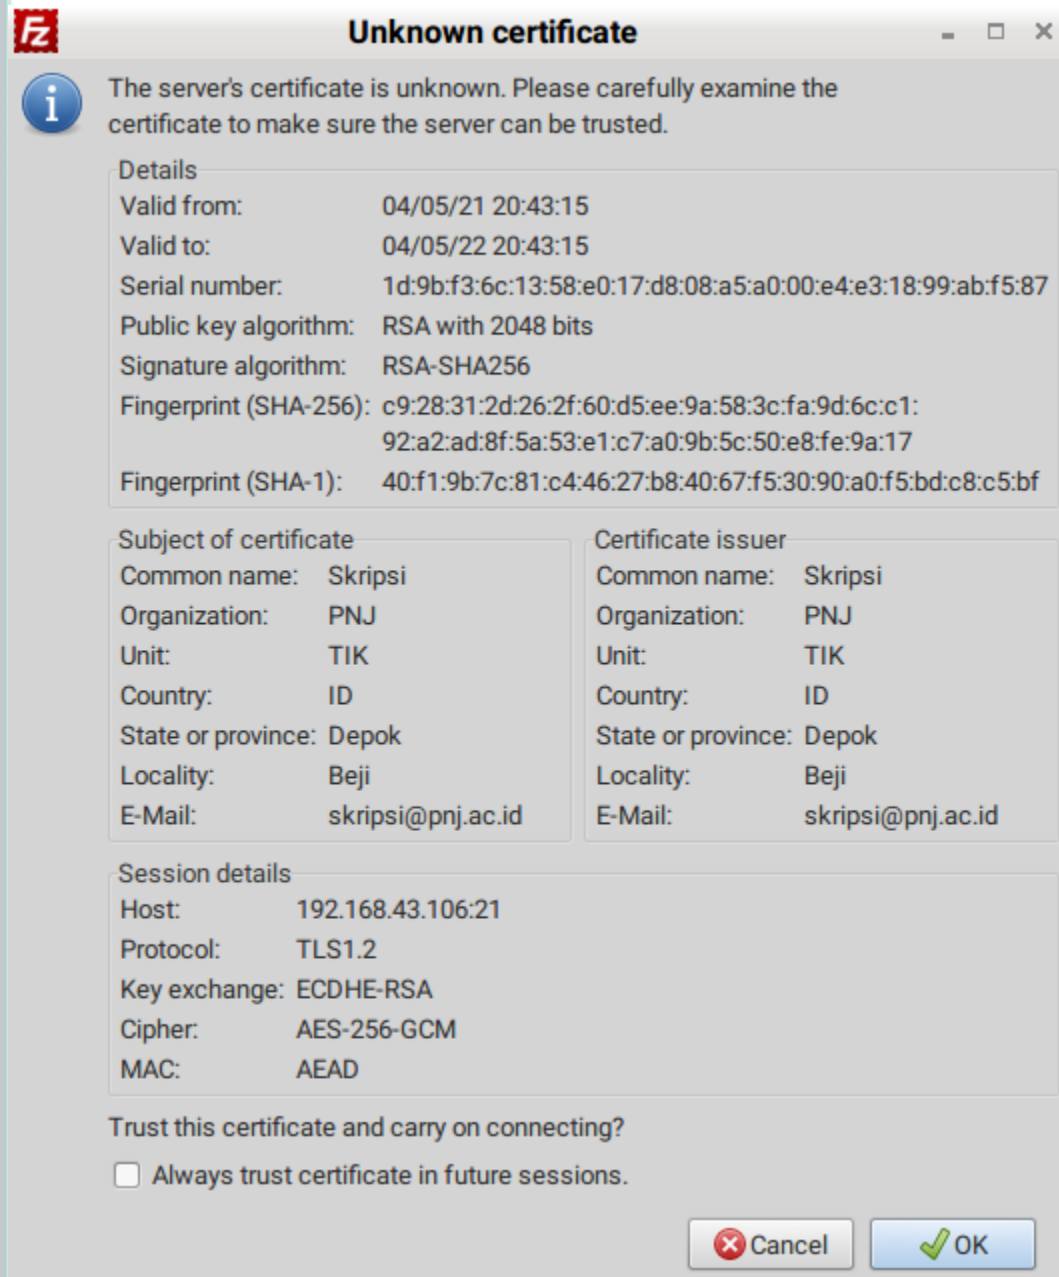 Fz
Unknown certificate
i
The server's certificate is unknown. Please carefully examine the
certificate to make sure the server can be trusted.
Details
Valid from: 04/05/21 20:43:15
Valid to: 04/05/22 20:43:15
Serial number: 1d:9b:f3:6c:13:58:e0:17:d8:08:a5:a0:00:e4:e3:18:99:ab:f5:87
Public key algorithm: RSA with 2048 bits
Signature algorithm: RSA-SHA256
Fingerprint (SHA-256): c9:28:31:2d:26:2f:60:d5:ee:9a:58:3c:fa:9d:6c:c1:
92:a2:ad:8f:5a:53:e1:c7:a0:9b:5c:50:e8:fe:9a:17
Fingerprint (SHA-1): 40:f1:9b:7c:81:c4:46:27:b8:40:67:f5:30:90:a0:f5:bd:c8:c5:bf
Subject of certificate
Common name: Skripsi
Organization: PNJ
Unit: TIK
Country: ID
State or province: Depok
Locality: Beji
E-Mail: skripsi@pnj.ac.id
Certificate issuer
Common name: Skripsi
Organization: PNJ
Unit: TIK
Country: ID
State or province: Depok
Locality: Beji
E-Mail: skripsi@pnj.ac.id
Session details
Host: 192.168.43.106:21
Protocol: TLS1.2
Key exchange: ECDHE-RSA
Cipher: AES-256-GCM
MAC: AEAD
Trust this certificate and carry on connecting?
Always trust certificate in future sessions.
Cancel
OK